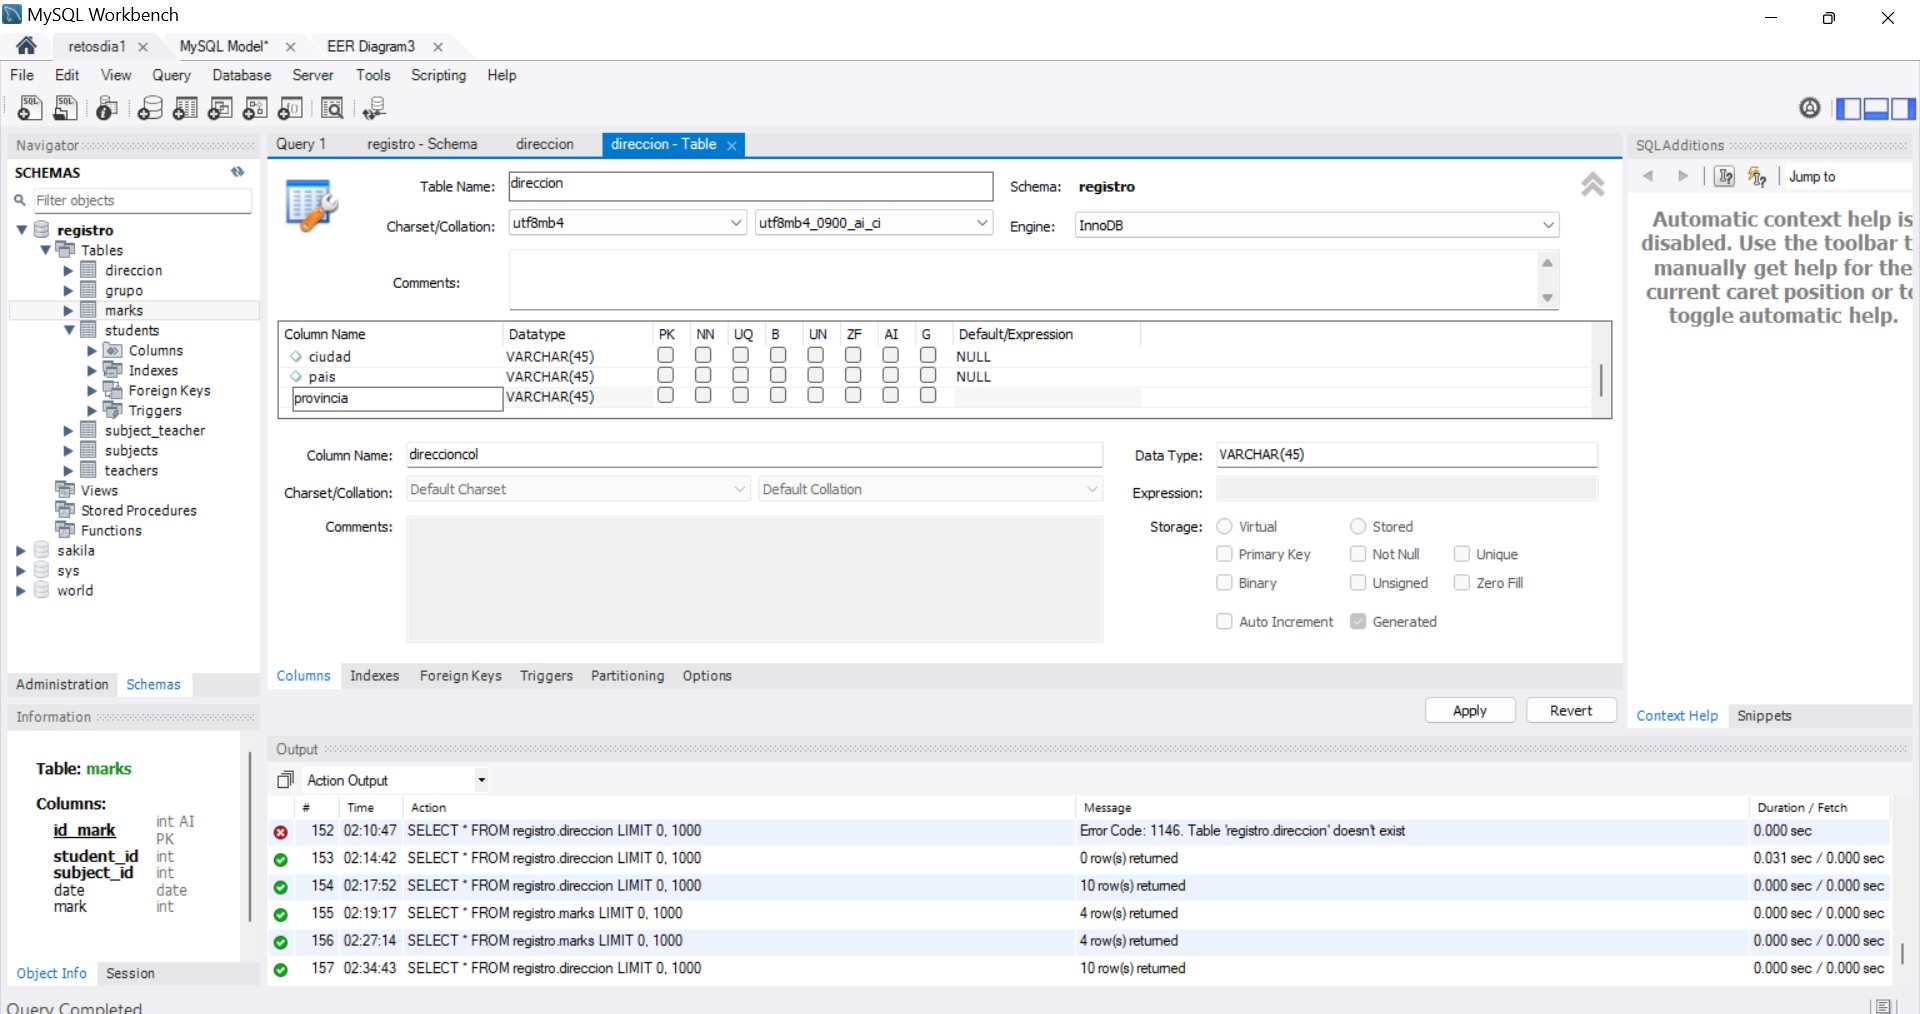 MySQL Workbench
retosdia1
MySQL Model*
EER Diagram3
File Edit View Query Database Server Tools Scripting Help
Navigator
SCHEMAS
Filter objects
registro
Tables
direccion
grupo
marks
students
Columns
Indexes
Foreign Keys
Triggers
subject_teacher
subjects
teachers
Views
Stored Procedures
Functions
sakila
sys
world
Administration Schemas
Information
Table: marks
Columns:
id_mark int AI PK
student_id int
subject_id int
date date
mark int
Object Info Session
Query Completed
Query 1 registro - Schema direccion direccion - Table
Table Name: direccion Schema: registro
Charset/Collation: utf8mb4 utf8mb4_0900_ai_ci Engine: InnoDB
Comments:
Column Name Datatype PK NN UQ B UN ZF AI G Default/Expression
ciudad VARCHAR(45) NULL
pais VARCHAR(45) NULL
provincia VARCHAR(45)
Column Name: direccioncol Data Type: VARCHAR(45)
Charset/Collation: Default Charset Default Collation Expression:
Comments: Storage: Virtual Stored
Primary Key Not Null Unique
Binary Unsigned Zero Fill
Auto Increment Generated
Columns Indexes Foreign Keys Triggers Partitioning Options
Apply Revert
SQLAdditions
Jump to
Automatic context help is
disabled. Use the toolbar t
manually get help for the
current caret position or to
toggle automatic help.
Context Help Snippets
Output
Action Output
# Time Action Message Duration / Fetch
152 02:10:47 SELECT * FROM registro.direccion LIMIT 0, 1000 Error Code: 1146. Table 'registro.direccion' doesn't exist 0.000 sec
153 02:14:42 SELECT * FROM registro.direccion LIMIT 0, 1000 0 row(s) returned 0.031 sec / 0.000 sec
154 02:17:52 SELECT * FROM registro.direccion LIMIT 0, 1000 10 row(s) returned 0.000 sec / 0.000 sec
155 02:19:17 SELECT * FROM registro.marks LIMIT 0, 1000 4 row(s) returned 0.000 sec / 0.000 sec
156 02:27:14 SELECT * FROM registro.marks LIMIT 0, 1000 4 row(s) returned 0.000 sec / 0.000 sec
157 02:34:43 SELECT * FROM registro.direccion LIMIT 0, 1000 10 row(s) returned 0.000 sec / 0.000 sec